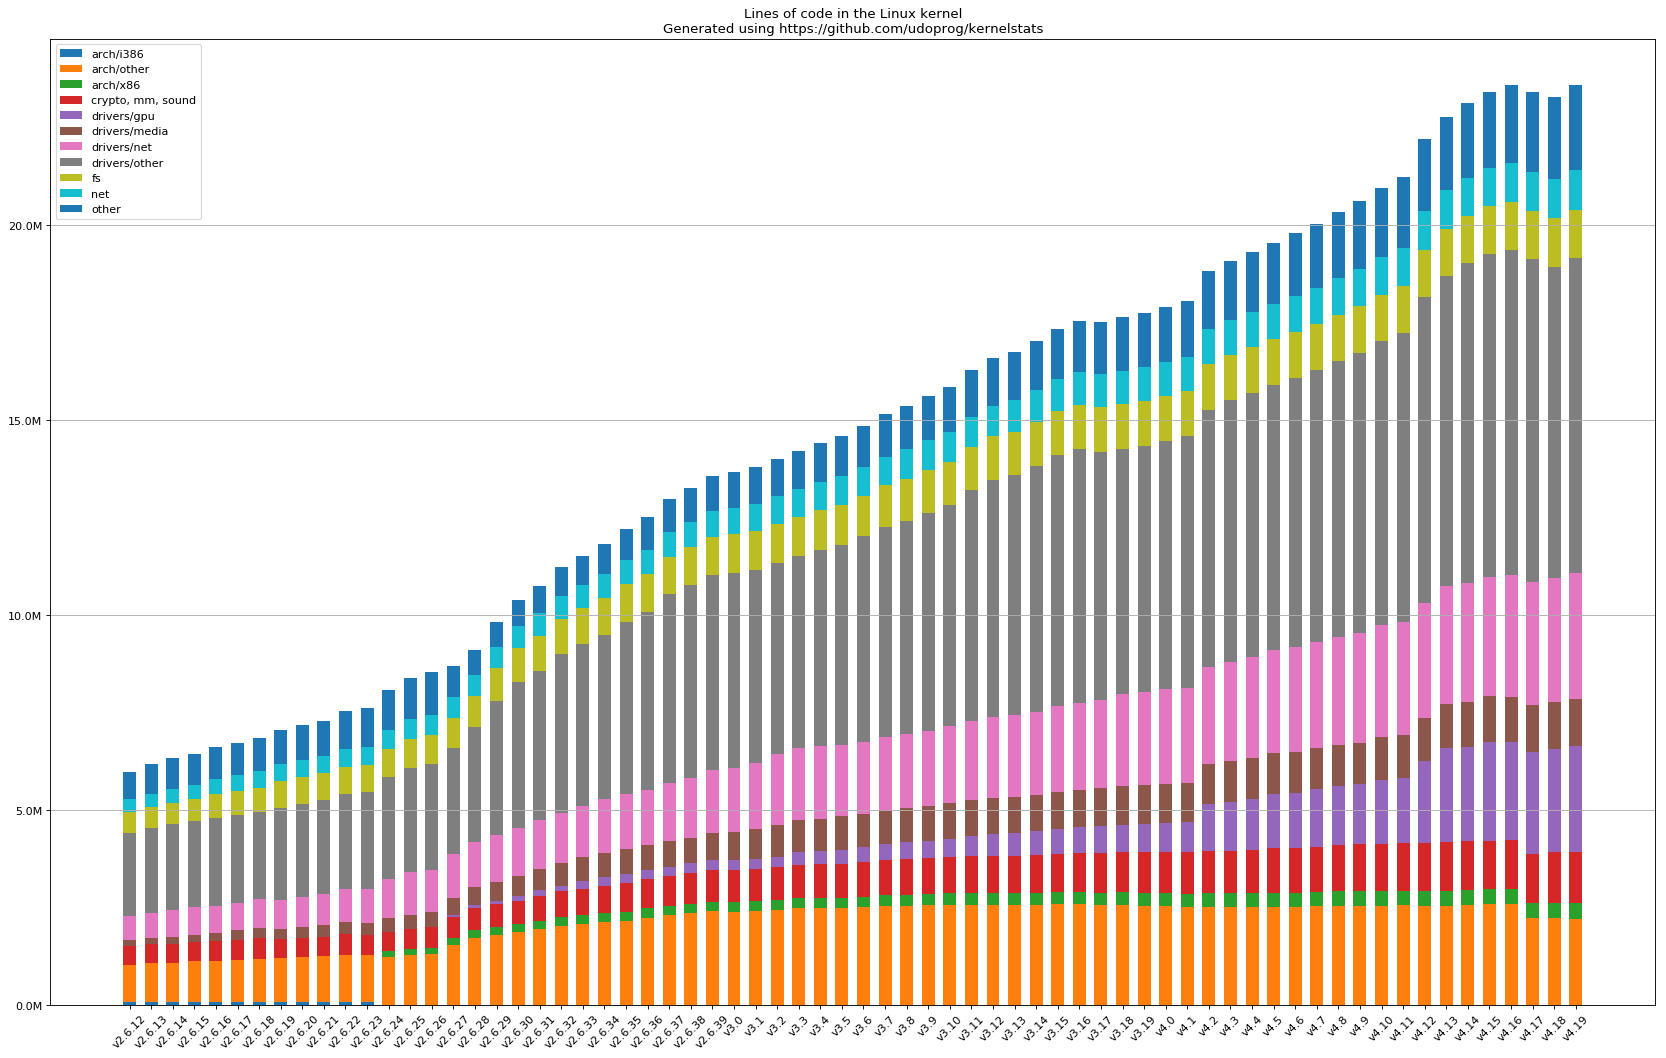 Lines of code in the Linux kernel
Generated using https://github.com/udoprog/kernelstats
arch/i386
arch/other
arch/x86
crypto, mm, sound
drivers/gpu
drivers/media
drivers/net
drivers/other
fs
net
other
20.0M
15.0M
10.0M
5.0M
0.0M
v2.6.12
v2.6.13
v2.6.14
v2.6.15
v2.6.16
v2.6.17
v2.6.18
v2.6.19
v2.6.20
v2.6.21
v2.6.22
v2.6.23
v2.6.24
v2.6.25
v2.6.26
v2.6.27
v2.6.28
v2.6.29
v2.6.30
v2.6.31
v2.6.32
v2.6.33
v2.6.34
v2.6.35
v2.6.36
v2.6.37
v2.6.38
v2.6.39
v3.0
v3.1
v3.2
v3.3
v3.4
v3.5
v3.6
v3.7
v3.8
v3.9
v3.10
v3.11
v3.12
v3.13
v3.14
v3.15
v3.16
v3.17
v3.18
v3.19
v4.0
v4.1
v4.2
v4.3
v4.4
v4.5
v4.6
v4.7
v4.8
v4.9
v4.10
v4.11
v4.12
v4.13
v4.14
v4.15
v4.16
v4.17
v4.18
v4.19